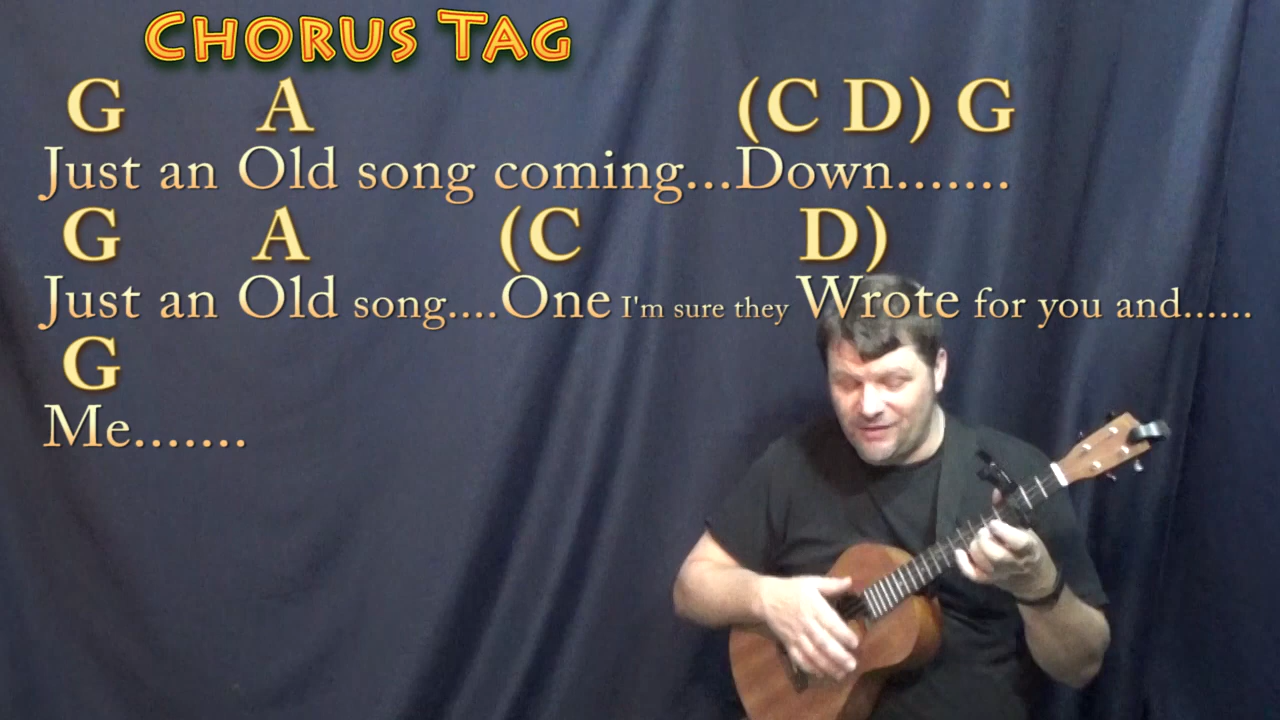 CHORUS TAG
G A (C D) G
Just an Old song coming...Down.......
G A (C D)
Just an Old song....One I'm sure they Wrote for you and......
G
Me.......